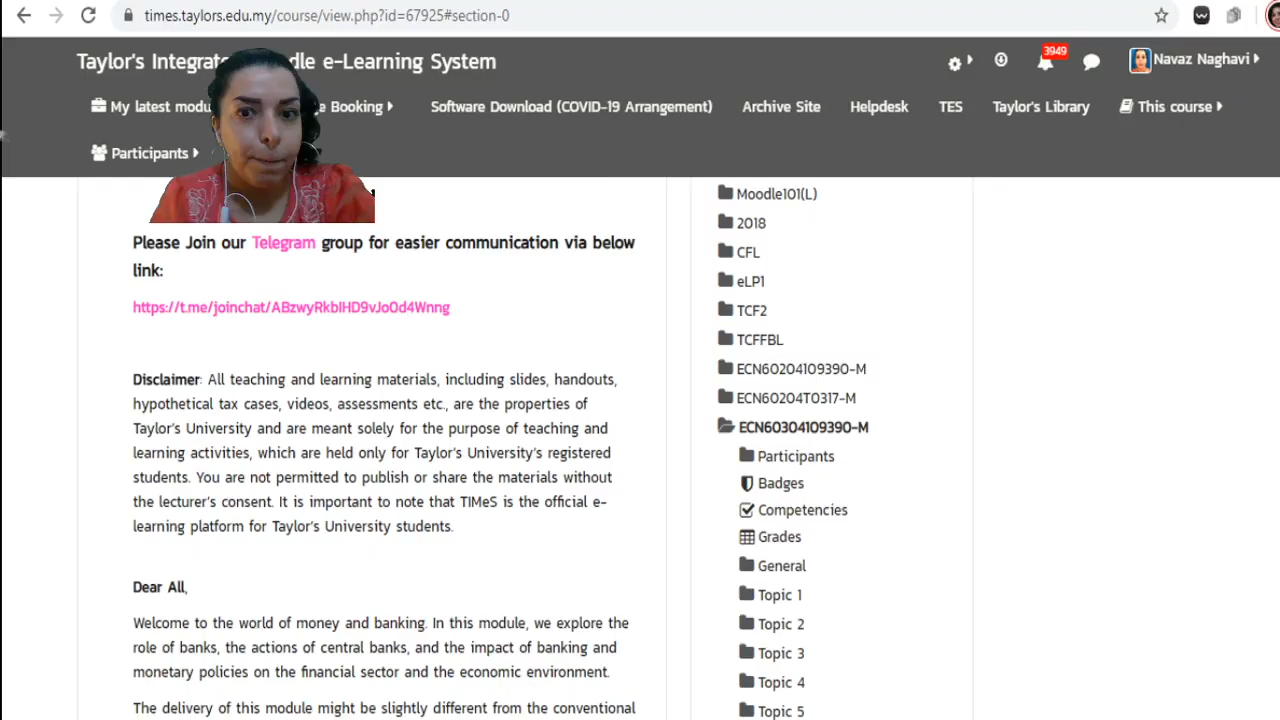 times.taylors.edu.my/course/view.php?id=67925#section-0
Taylor's Integrat dle e-Learning System
3949
Navaz Naghavi
My latest modu e Booking
Software Download (COVID-19 Arrangement)
Archive Site
Helpdesk
TES
Taylor's Library
This course
Participants
Please Join our Telegram group for easier communication via below
link:
https://t.me/joinchat/ABzwyRkbIHD9vJo0d4Wnng
Disclaimer: All teaching and learning materials, including slides, handouts,
hypothetical tax cases, videos, assessments etc., are the properties of
Taylor's University and are meant solely for the purpose of teaching and
learning activities, which are held only for Taylor's University's registered
students. You are not permitted to publish or share the materials without
the lecturer's consent. It is important to note that TIMeS is the official e-
learning platform for Taylor's University students.
Dear All,
Welcome to the world of money and banking. In this module, we explore the
role of banks, the actions of central banks, and the impact of banking and
monetary policies on the financial sector and the economic environment.
The delivery of this module might be slightly different from the conventional
Moodle101(L)
2018
CFL
eLP1
TCF2
TCFFBL
ECN60204109390-M
ECN60204T0317-M
ECN60304109390-M
Participants
Badges
Competencies
Grades
General
Topic 1
Topic 2
Topic 3
Topic 4
Topic 5